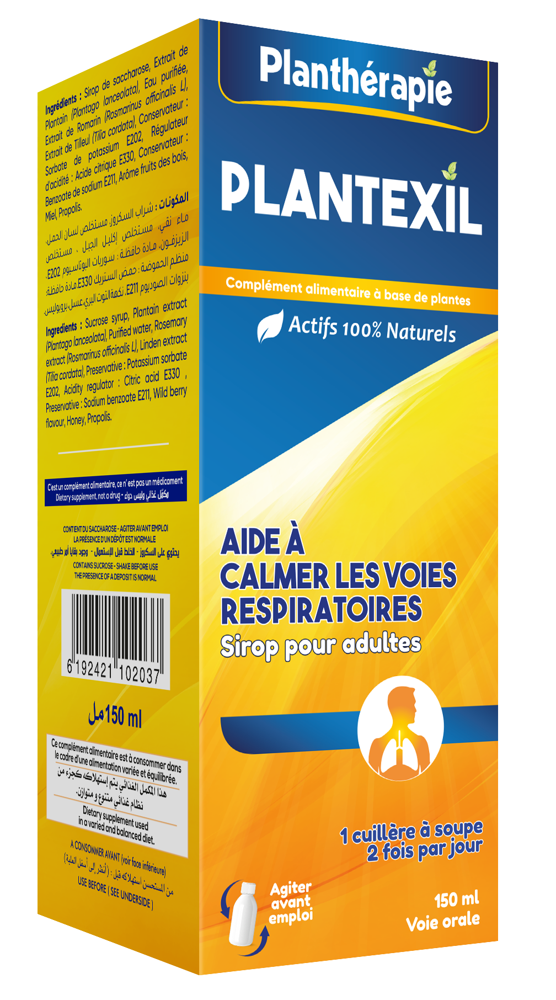 Planthérapie
PLANTEXIL
Complément alimentaire à base de plantes
Actifs 100% Naturels
AIDE À
CALMER LES VOIES
RESPIRATOIRES
Sirop pour adultes
1 cuillère à soupe
2 fois par jour
Agiter
avant
emploi
150 ml
Voie orale
Ingrédients : Sirop de saccharose, Extrait de
Plantain (Plantago lanceolata), Eau purifiée,
Extrait de Romarin (Rosmarinus officinalis L),
Extrait de Tilleul (Tilia cordata), Conservateur :
Sorbate de potassium E202, Régulateur
d'acidité : Acide citrique E330, Conservateur :
Benzoate de sodium E211, Arôme fruits des bois,
Miel, Propolis.
المكونات : شراب السكروز، مستخلص لسان الحمل،
ماء نقي، مستخلص إكليل الجبل ، مستخلص
الزيزفون، مادة حافظة : سوربات البوتاسيوم E202،
منظم الحموضة : حمض الستريك E330، مادة حافظة:
بنزوات الصوديوم E211، نكهة التوت البري، عسل، بروبوليس.
Ingredients : Sucrose syrup, Plantain extract
(Plantago lanceolata), Purified water, Rosemary
extract (Rosmarinus officinalis L), Linden extract
(Tilia cordata), Preservative : Potassium sorbate
E202, Acidity regulator : Citric acid E330 ,
Preservative : Sodium benzoate E211, Wild berry
flavour, Honey, Propolis.
C'est un complément alimentaire, ce n' est pas un médicament
Dietary supplement, not a drug - مكمّل غذائي وليس دواء
CONTIENT DU SACCHAROSE - AGITER AVANT EMPLOI
LA PRÉSENCE D'UN DÉPÔT EST NORMALE
يحتوي على السكروز - الخلط قبل الإستعمال - وجود بقايا أمر طبيعي.
CONTAINS SUCROSE - SHAKE BEFORE USE
THE PRESENCE OF A DEPOSIT IS NORMAL
6 192421 102037
150 ml مل
Ce complément alimentaire est à consommer dans
le cadre d'une alimentation variée et équilibrée.
هذا المكمل الغذائي يتم إستهلاكه كجزء من
نظام غذائي متنوع و متوازن.
Dietary supplement used
in a varied and balanced diet.
A CONSOMMER AVANT (voir face inférieure)
من المستحسن استهلاكه قبل : ( أنظر إلى أسفل العلبة )
USE BEFORE ( SEE UNDERSIDE )